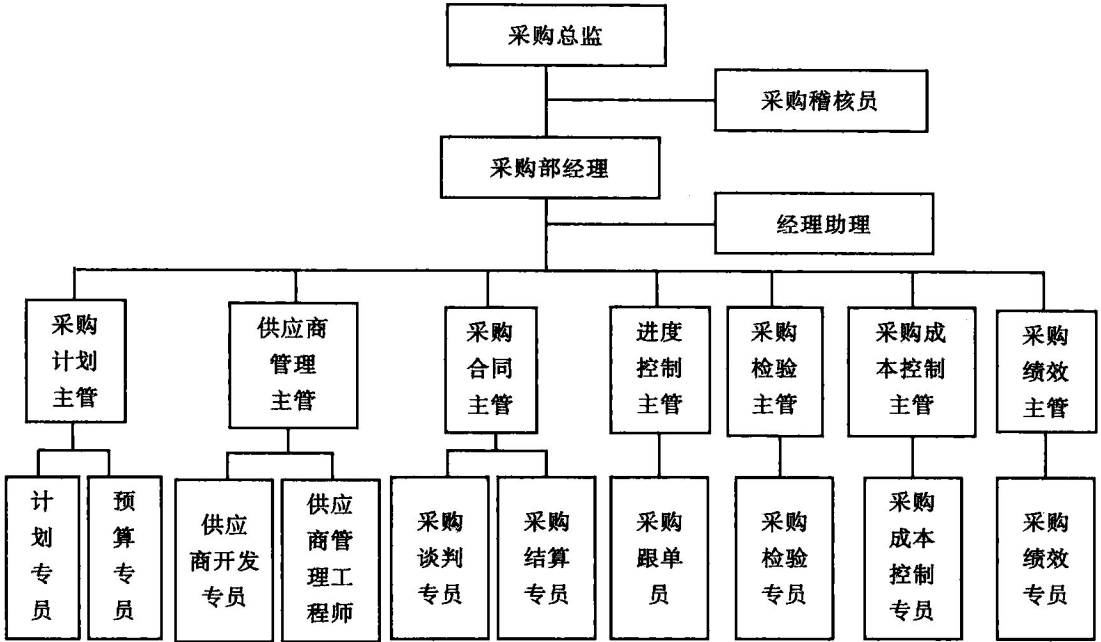 采购总监
采购稽核员
采购部经理
经理助理
采购
计划
主管
供应商
管理
主管
采购
合同
主管
进度
控制
主管
采购
检验
主管
采购成
本控制
主管
采购
绩效
主管
计
划
专
员
预
算
专
员
供应
商开发
专员
供应
商管
理工
程师
采购
谈判
专员
采购
结算
专员
采购
跟单
员
采购
检验
专员
采购
成本
控制
专员
采购
绩效
专员